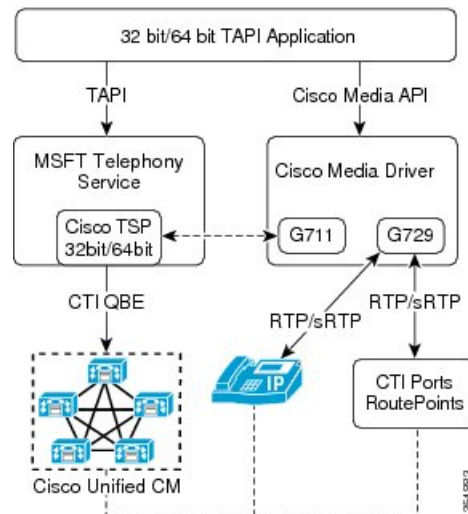 32 bit/64 bit TAPI Application
TAPI
Cisco Media API
MSFT Telephony
Service
Cisco TSP
32bit/64bit
Cisco Media Driver
G711
G729
CTI QBE
RTP/sRTP
RTP/sRTP
IP
CTI Ports
RoutePoints
Cisco Unified CM